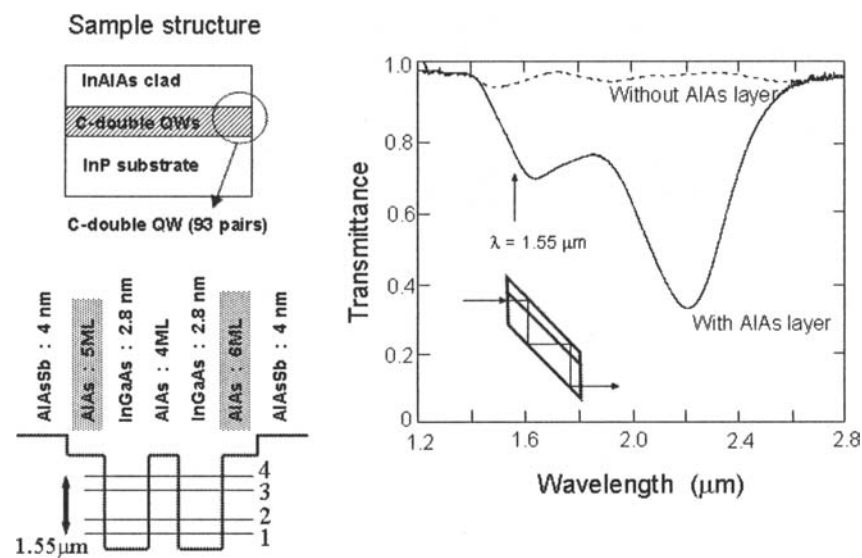 Sample structure
InAlAs clad
C-double QWs
InP substrate
C-double QW (93 pairs)
AlAsSb : 4 nm
AlAs : 5ML
InGaAs : 2.8 nm
AlAs : 4ML
InGaAs : 2.8 nm
AlAs : 6ML
AlAsSb : 4 nm
4
3
2
1
1.55μm
Transmittance
1.0
0.8
0.6
0.4
0.2
0
Without AlAs layer
λ = 1.55 μm
With AlAs layer
1.2 1.6 2.0 2.4 2.8
Wavelength (μm)